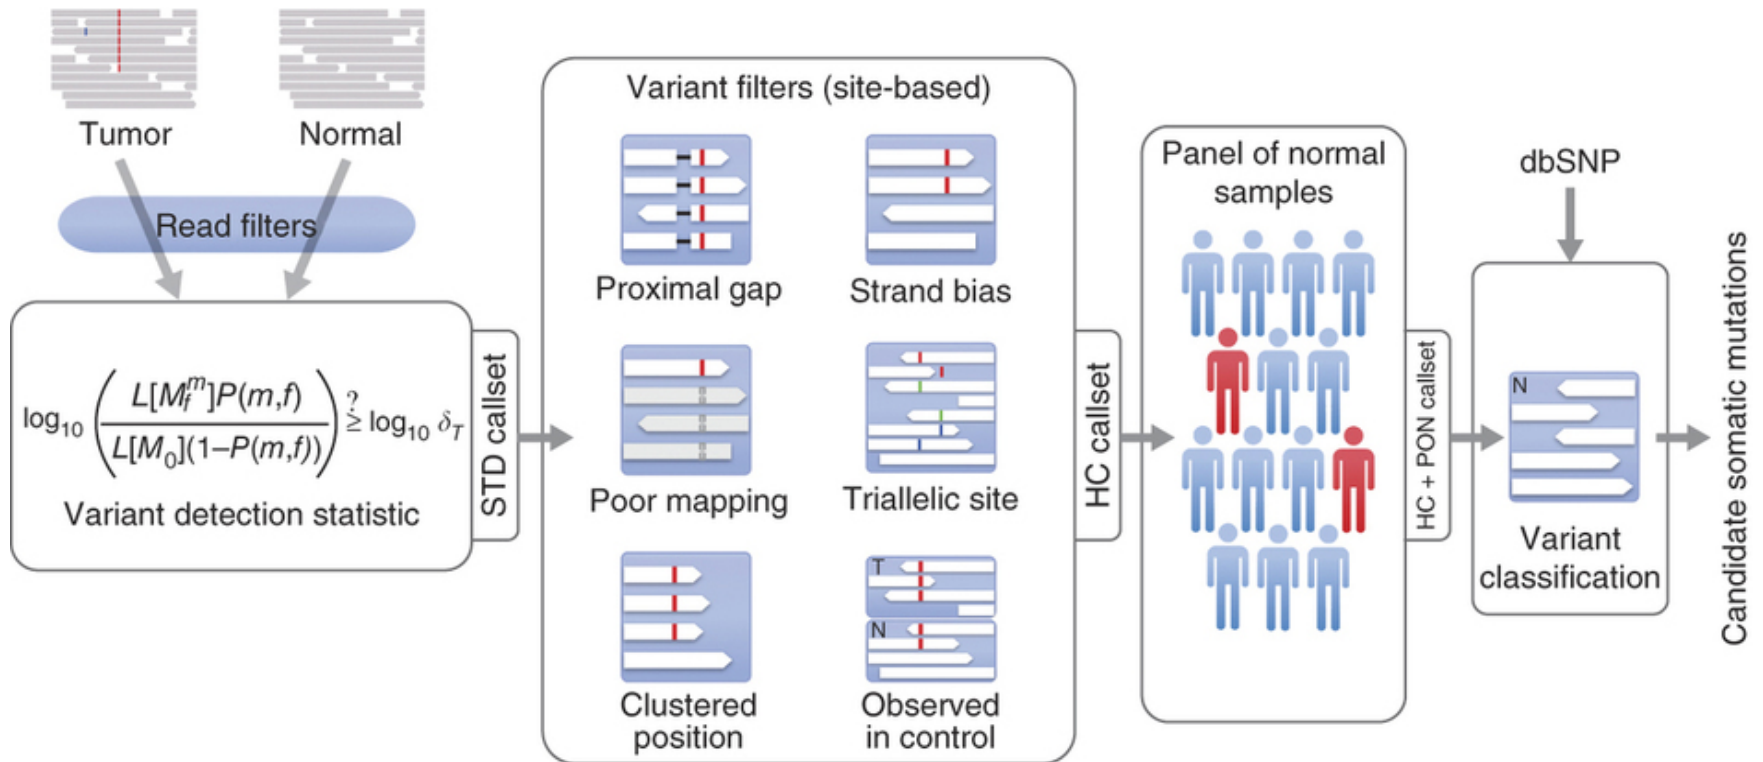 Tumor
Normal
Read filters
log10 (L[M_f^m]P(m,f) / L[M_0](1–P(m,f))) ≥? log10 δ_T
Variant detection statistic
STD callset
Variant filters (site-based)
Proximal gap
Strand bias
Poor mapping
Triallelic site
Clustered
position
T
N
Observed
in control
HC callset
Panel of normal
samples
HC + PON callset
dbSNP
N
Variant
classification
Candidate somatic mutations